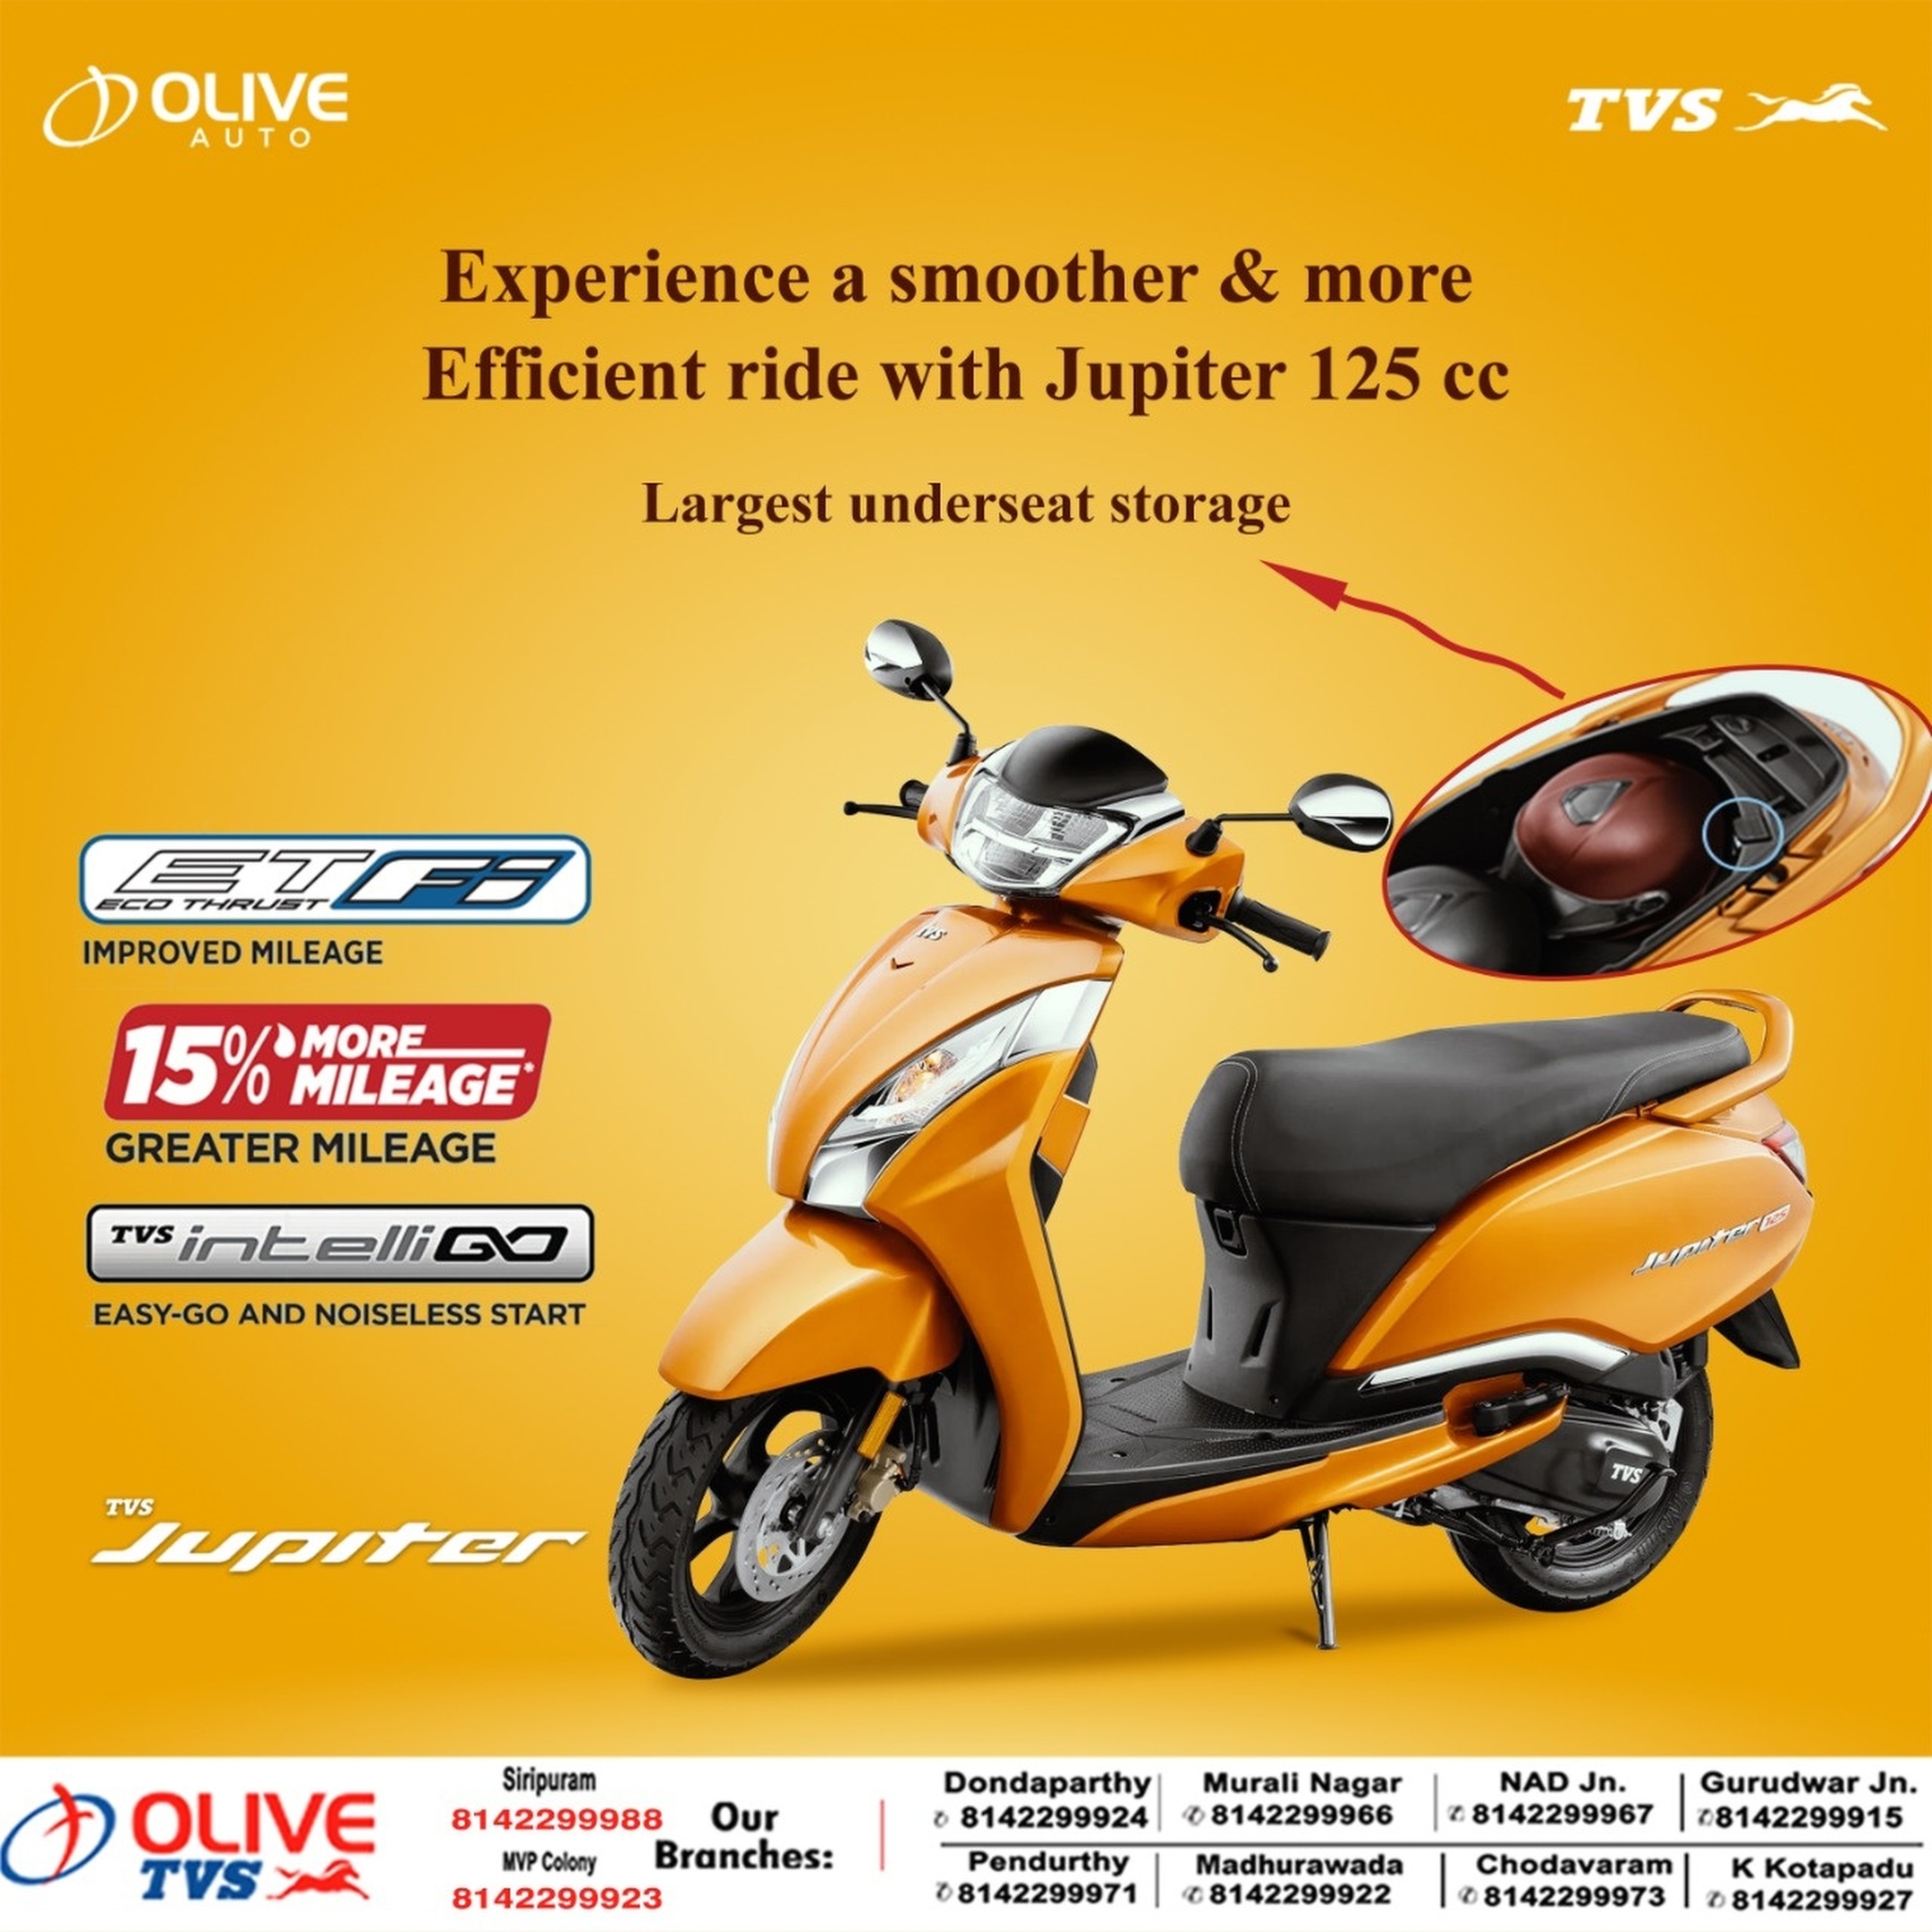 OLIVE
AUTO
TVS
Experience a smoother & more
Efficient ride with Jupiter 125 cc
Largest underseat storage
ET Fi
ECO THRUST
IMPROVED MILEAGE
15% MORE
MILEAGE*
GREATER MILEAGE
TVS intelliGO
EASY-GO AND NOISELESS START
TVS
Jupiter
TVS
Jupiter 125
TVS
OLIVE
TVS
Siripuram
8142299988
MVP Colony
8142299923
Our
Branches:
Dondaparthy
8142299924
Murali Nagar
8142299966
NAD Jn.
8142299967
Gurudwar Jn.
8142299915
Pendurthy
8142299971
Madhurawada
8142299922
Chodavaram
8142299973
K Kotapadu
8142299927